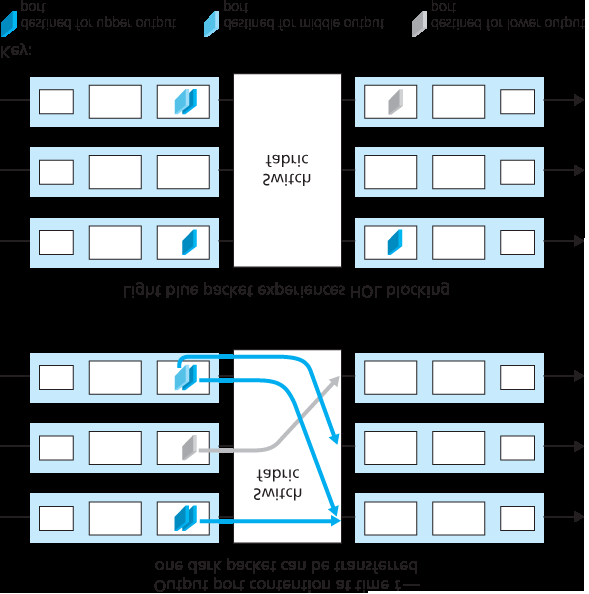 Output port contention at time t —
one dark packet can be transferred
Switch
fabric
Light blue packet experiences HOL blocking
Switch
fabric
Key:
destined for upper output
port
destined for middle output
port
destined for lower output
port